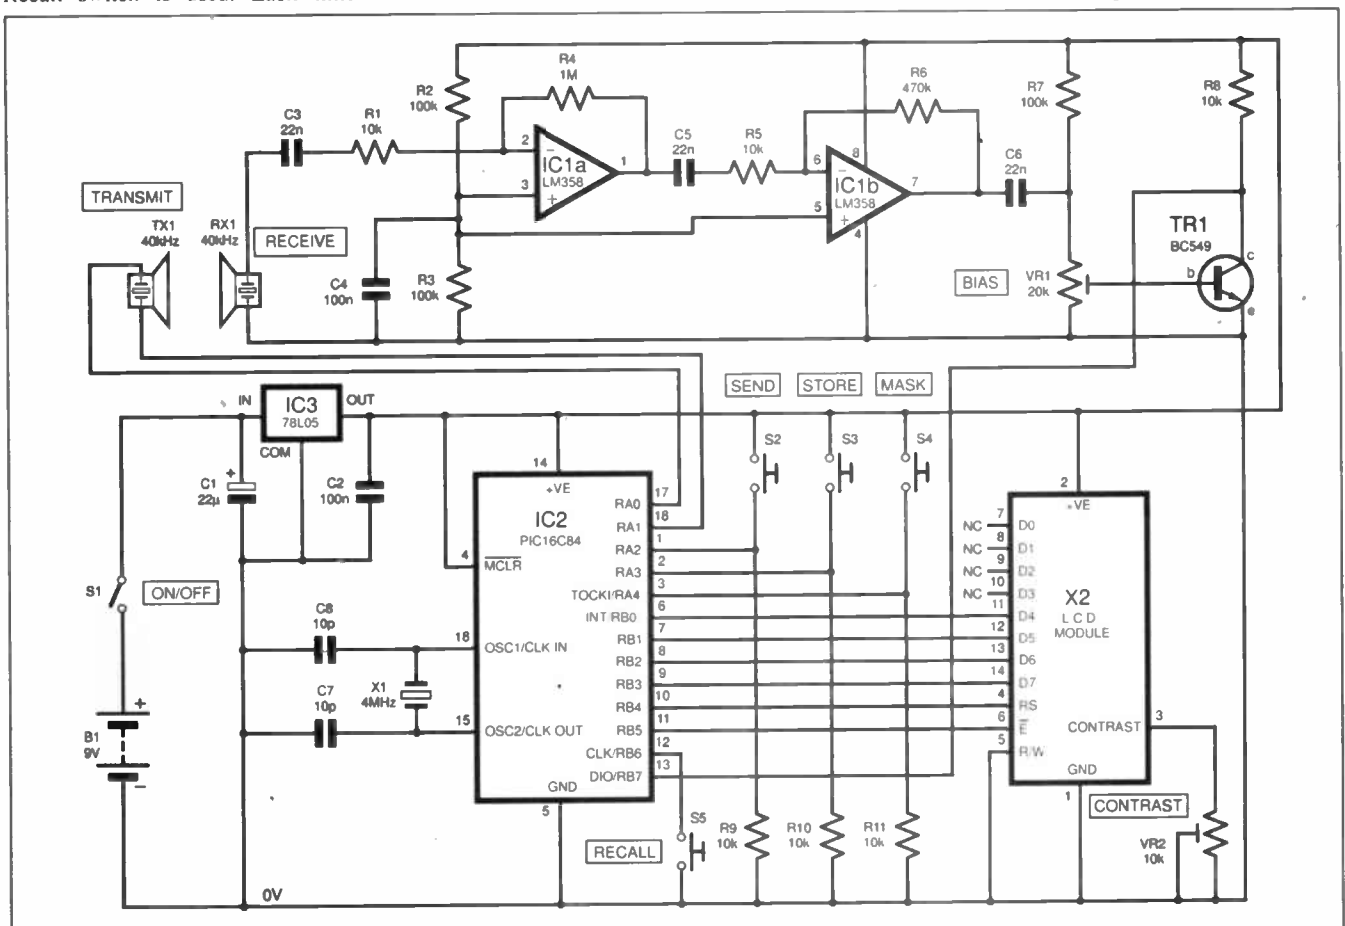 R2
100k
R4
1M
C3
22n
R1
10k
2
3
IC1a
LM358
1
C5
22n
R5
10k
R6
470k
6
5
8
4
IC1b
LM358
7
C6
22n
R7
100k
R8
10k
TRANSMIT
TX1
40kHz
RX1
40kHz
RECEIVE
C4
100n
R3
100k
BIAS
VR1
20k
TR1
BC549
b
c
e
SEND
STORE
MASK
S2
S3
S4
IN
IC3
78L05
OUT
COM
+
C1
22µ
C2
100n
S1
ON/OFF
+
B1
9V
−
0V
C8
10p
C7
10p
X1
4MHz
14
+VE
IC2
PIC16C84
4
MCLR
18
OSC1/CLK IN
15
OSC2/CLK OUT
GND
5
RA0
17
RA1
18
RA2
1
RA3
2
TOCKI/RA4
3
INT/RB0
6
RB1
7
RB2
8
RB3
9
RB4
10
RB5
11
CLK/RB6
12
DIO/RB7
13
RECALL
S5
R9
10k
R10
10k
R11
10k
2
+VE
NC
7
D0
NC
8
D1
NC
9
D2
NC
10
D3
11
D4
12
D5
13
D6
14
D7
4
RS
6
E
5
R/W
X2
LCD
MODULE
CONTRAST
3
GND
1
CONTRAST
VR2
10k